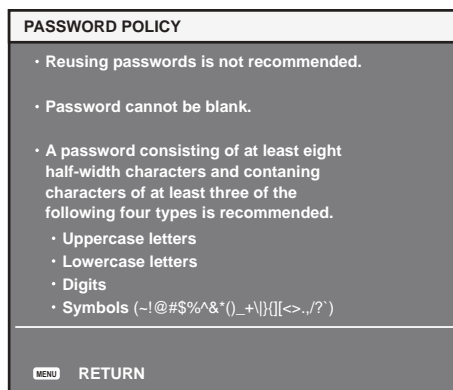 PASSWORD POLICY
・Reusing passwords is not recommended.
・Password cannot be blank.
・A password consisting of at least eight
half-width characters and contaning
characters of at least three of the
following four types is recommended.
・Uppercase letters
・Lowercase letters
・Digits
・Symbols (~!@#$%^&*()_+\|}{][<>.,/?`)
MENU RETURN